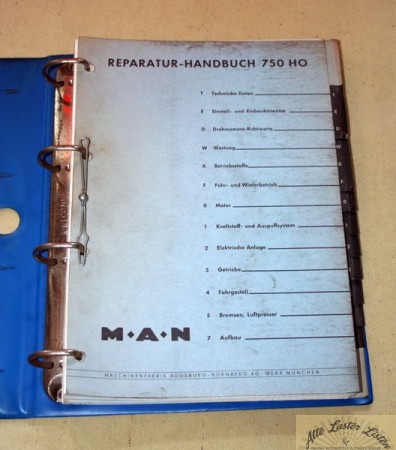 REPARATUR-HANDBUCH 750 HO
T Technische Daten
E Einstell- und Einbauhinweise
D Drehmoment-Richtwerte
W Wartung
K Betriebsstoffe
F Fahr- und Winterbetrieb
0 Motor
1 Kraftstoff- und Auspuffsystem
2 Elektrische Anlage
3 Getriebe
4 Fahrgestell
5 Bremsen, Luftpresser
7 Aufbau
M·A·N
MASCHINENFABRIK AUGSBURG-NÜRNBERG AG. WERK MÜNCHEN
Alte Laster Listen